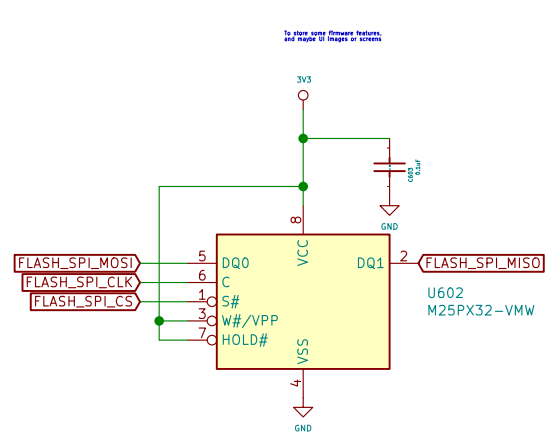 To store some firmware features,
and maybe UI images or screens
3V3
C603
0.1uF
GND
8
VCC
FLASH_SPI_MOSI
5
DQ0
DQ1
2
FLASH_SPI_MISO
FLASH_SPI_CLK
6
C
FLASH_SPI_CS
1
S#
U602
M25PX32-VMW
3
W#/VPP
7
HOLD#
VSS
4
GND